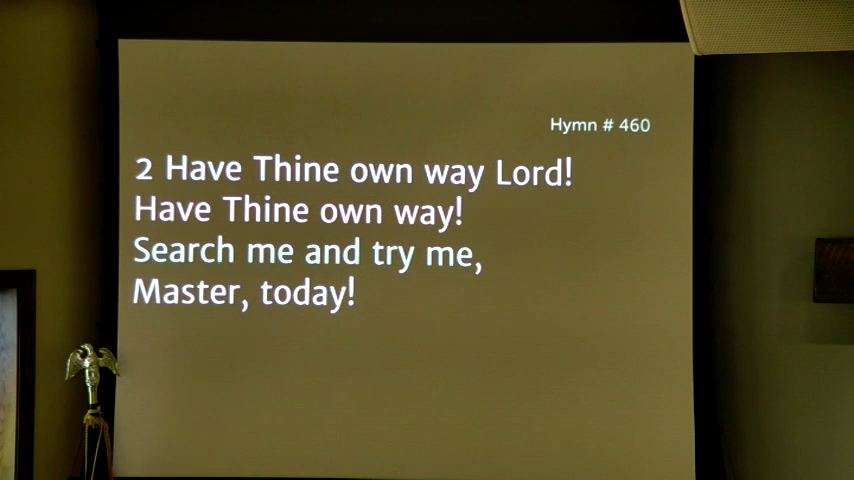 Hymn # 460
2 Have Thine own way Lord!
Have Thine own way!
Search me and try me,
Master, today!